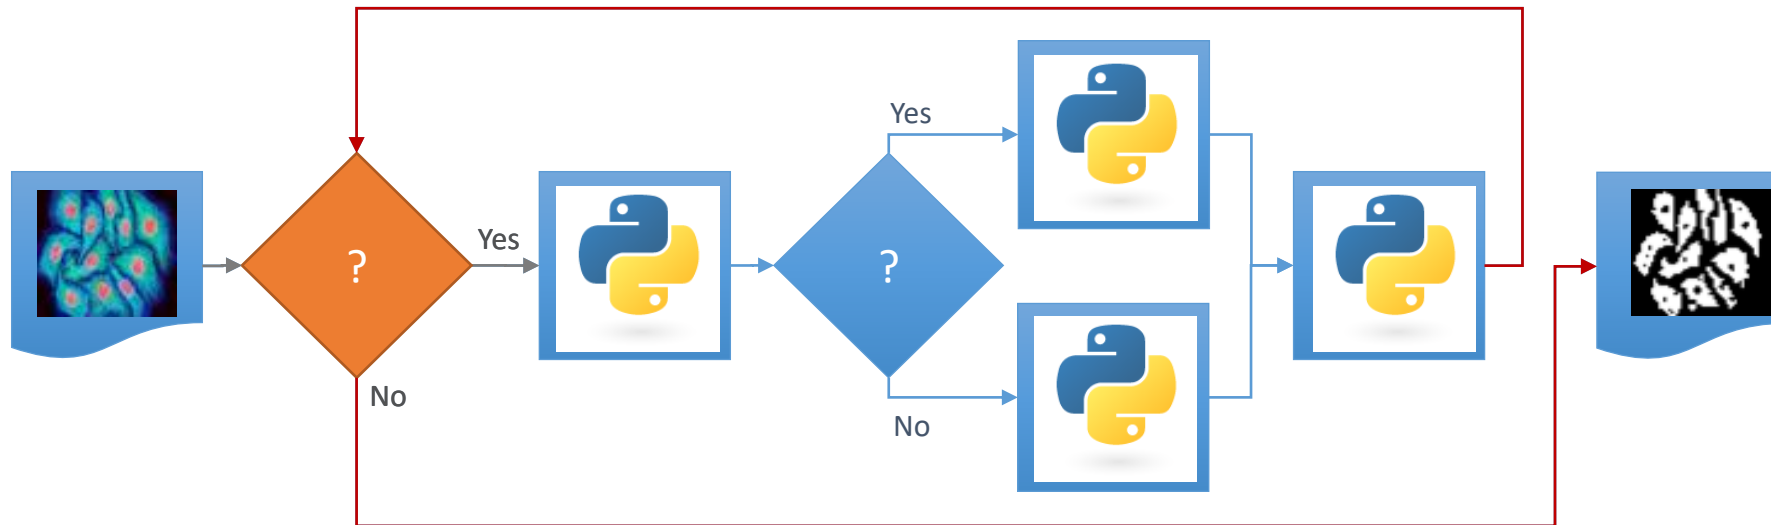 ?
Yes
No
?
Yes
No